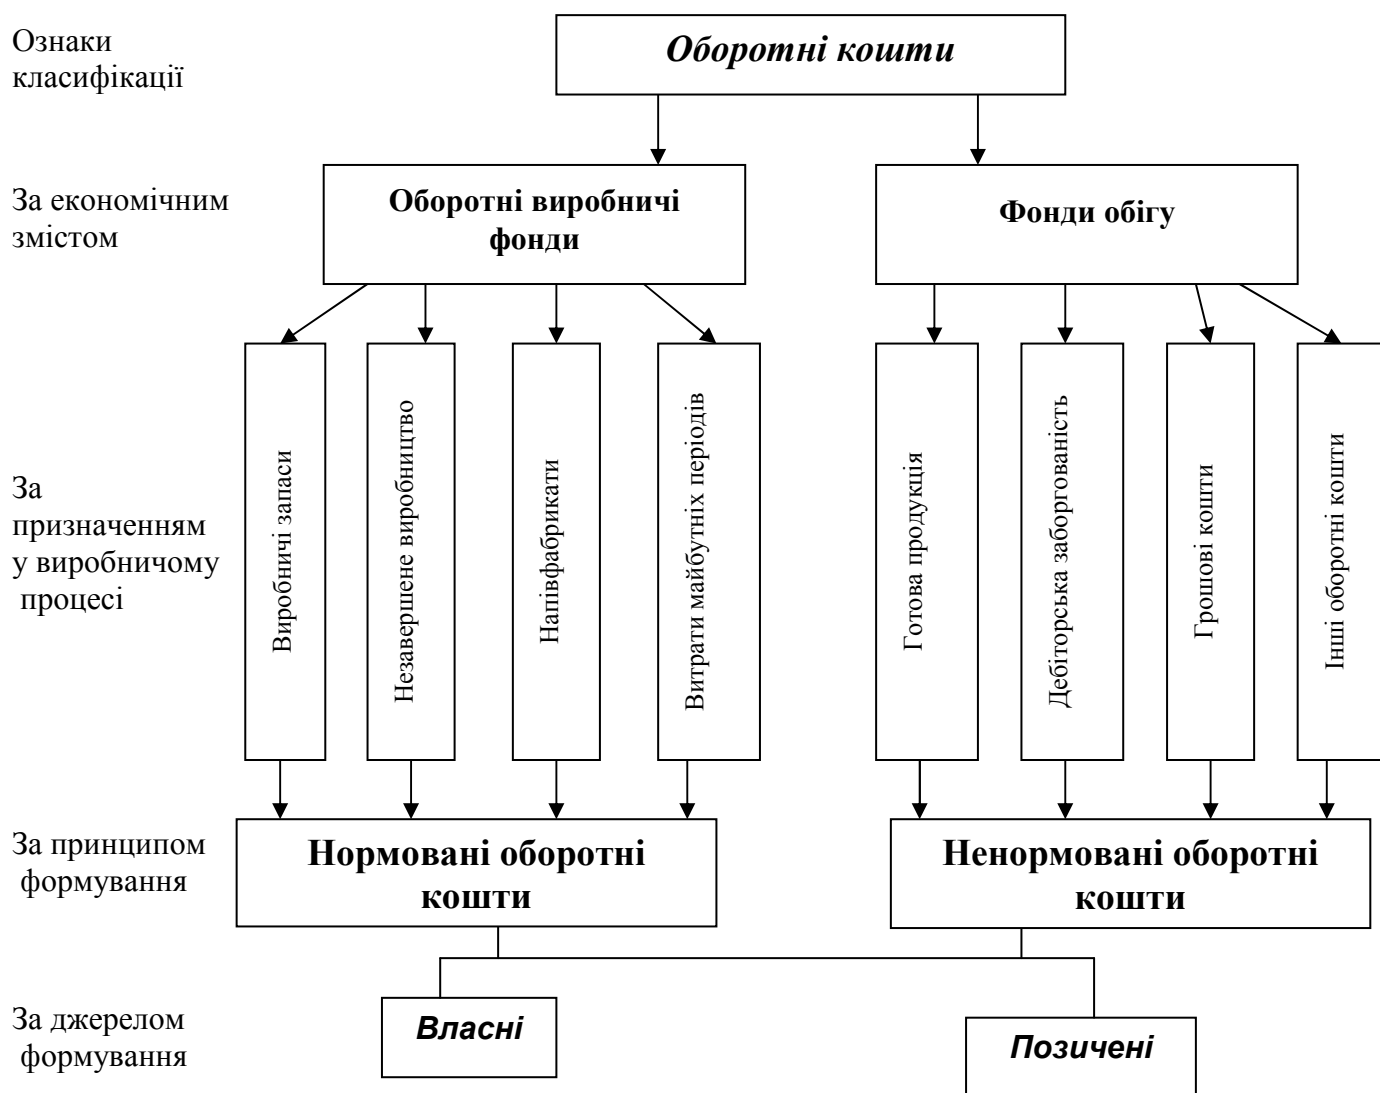 Ознаки
класифікації
Оборотні кошти
За економічним
змістом
Оборотні виробничі
фонди
Фонди обігу
За
призначенням
у виробничому
процесі
Виробничі запаси
Незавершене виробництво
Напівфабрикати
Витрати майбутніх періодів
Готова продукція
Дебіторська заборгованість
Грошові кошти
Інші оборотні кошти
За принципом
формування
Нормовані оборотні
кошти
Ненормовані оборотні
кошти
За джерелом
формування
Власні
Позичені